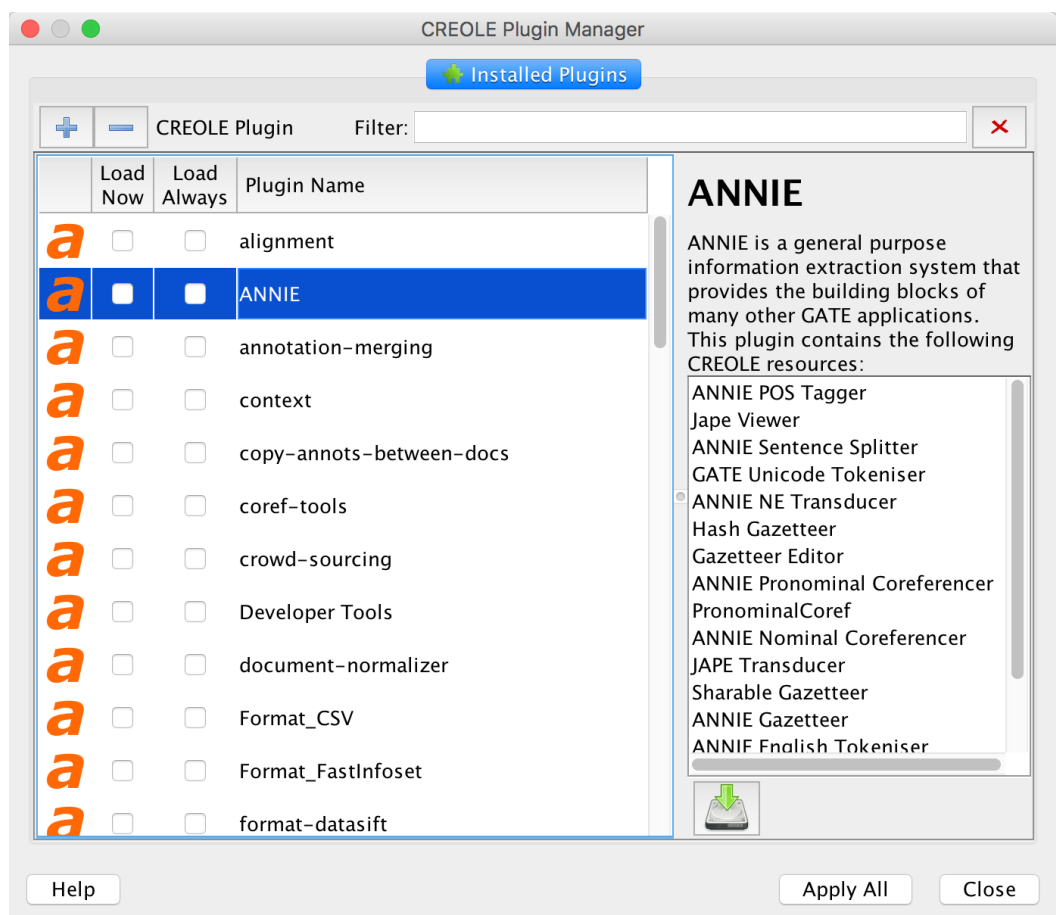 CREOLE Plugin Manager
Installed Plugins
CREOLE Plugin Filter:
Load Now
Load Always
Plugin Name
a alignment
a ANNIE
a annotation-merging
a context
a copy-annots-between-docs
a coref-tools
a crowd-sourcing
a Developer Tools
a document-normalizer
a Format_CSV
a Format_FastInfoset
a format-datasift
ANNIE
ANNIE is a general purpose
information extraction system that
provides the building blocks of
many other GATE applications.
This plugin contains the following
CREOLE resources:
ANNIE POS Tagger
Jape Viewer
ANNIE Sentence Splitter
GATE Unicode Tokeniser
ANNIE NE Transducer
Hash Gazetteer
Gazetteer Editor
ANNIE Pronominal Coreferencer
PronominalCoref
ANNIE Nominal Coreferencer
JAPE Transducer
Sharable Gazetteer
ANNIE Gazetteer
ANNIE English Tokeniser
Help
Apply All
Close